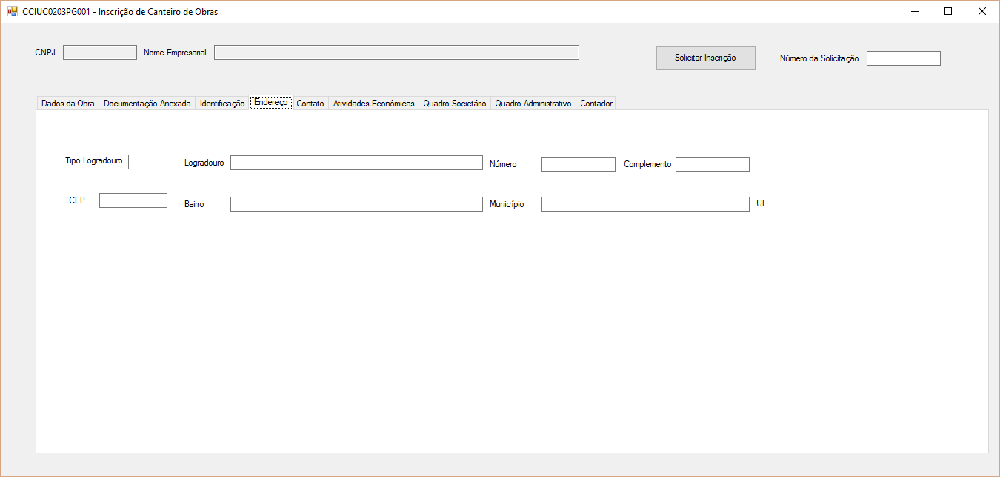 CCIUC0203PG001 - Inscrição de Canteiro de Obras
CNPJ Nome Empresarial Solicitar Inscrição Número da Solicitação
Dados da Obra Documentação Anexada Identificação Endereço Contato Atividades Econômicas Quadro Societário Quadro Administrativo Contador
Tipo Logradouro Logradouro Número Complemento
CEP Bairro Município UF